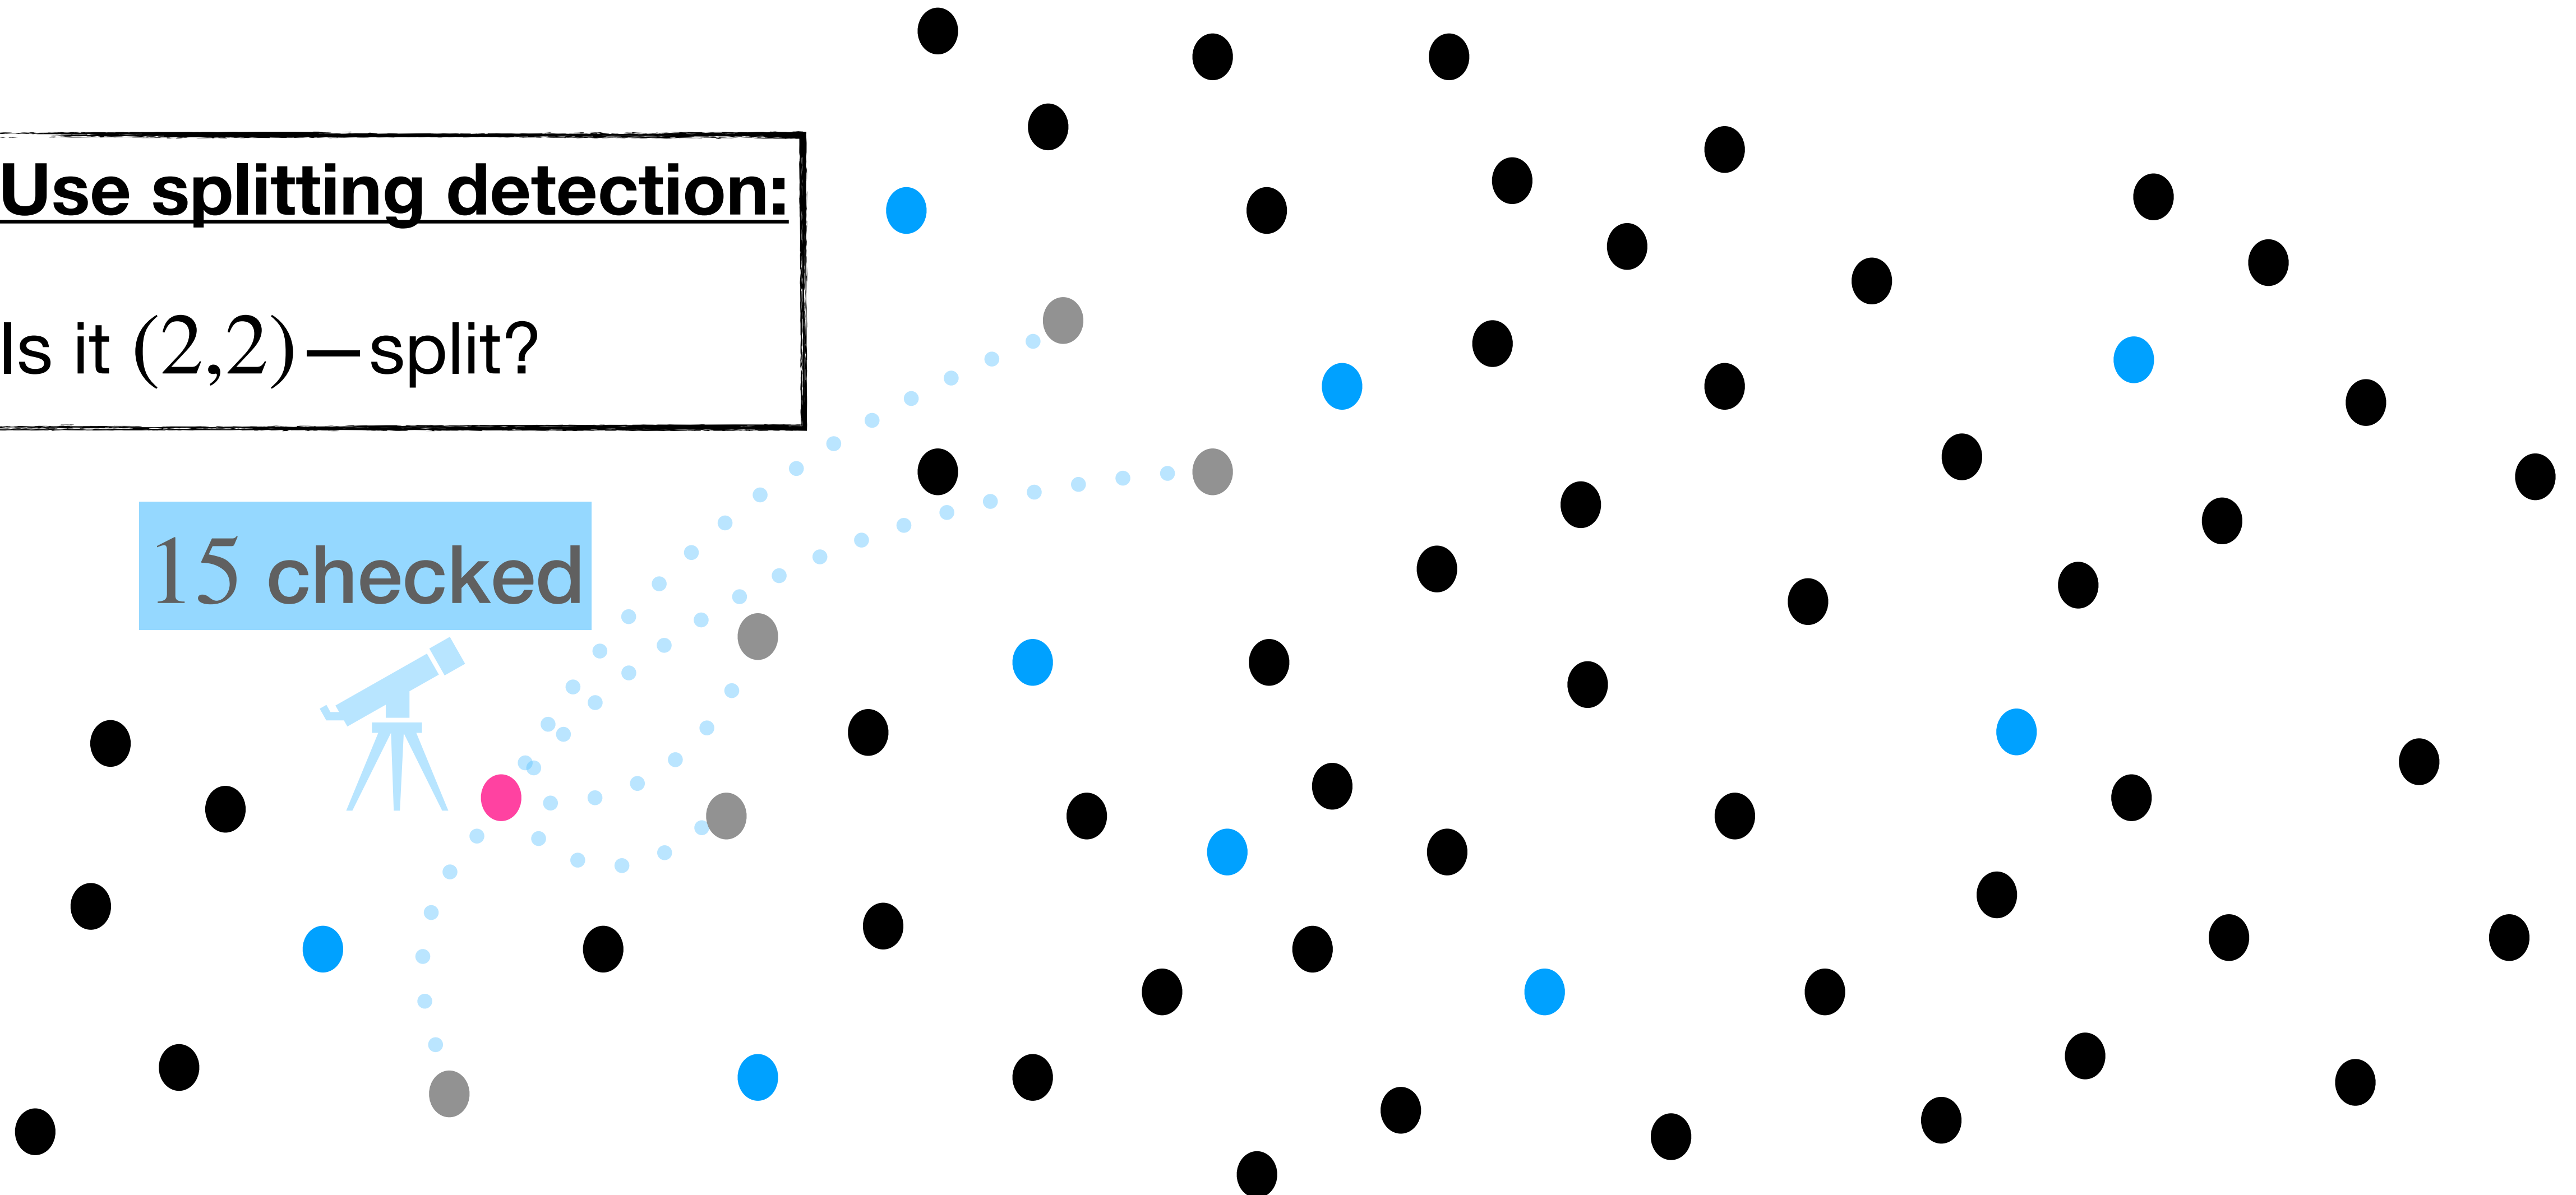 Use splitting detection:
Is it (2,2)—split?
15 checked